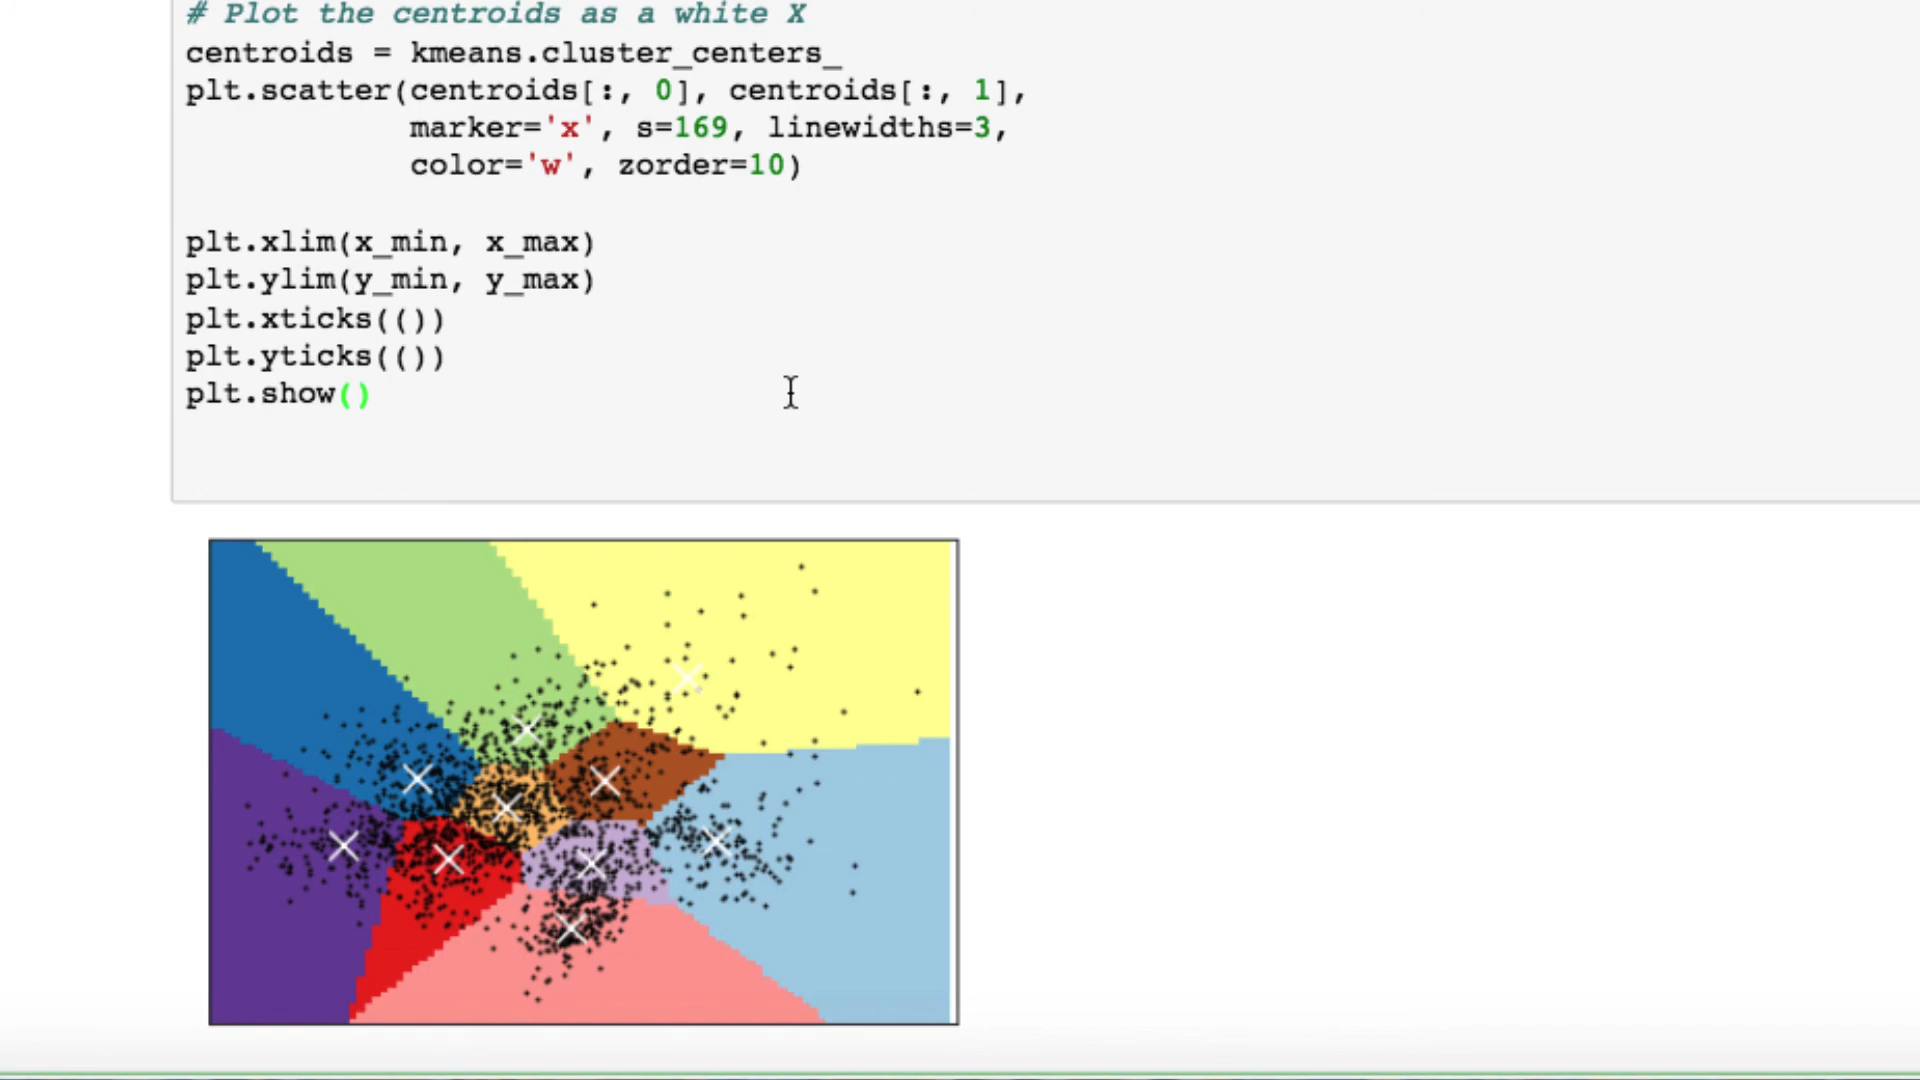 # Plot the centroids as a white X
centroids = kmeans.cluster_centers_
plt.scatter(centroids[:, 0], centroids[:, 1],
            marker='x', s=169, linewidths=3,
            color='w', zorder=10)

plt.xlim(x_min, x_max)
plt.ylim(y_min, y_max)
plt.xticks(())
plt.yticks(())
plt.show()